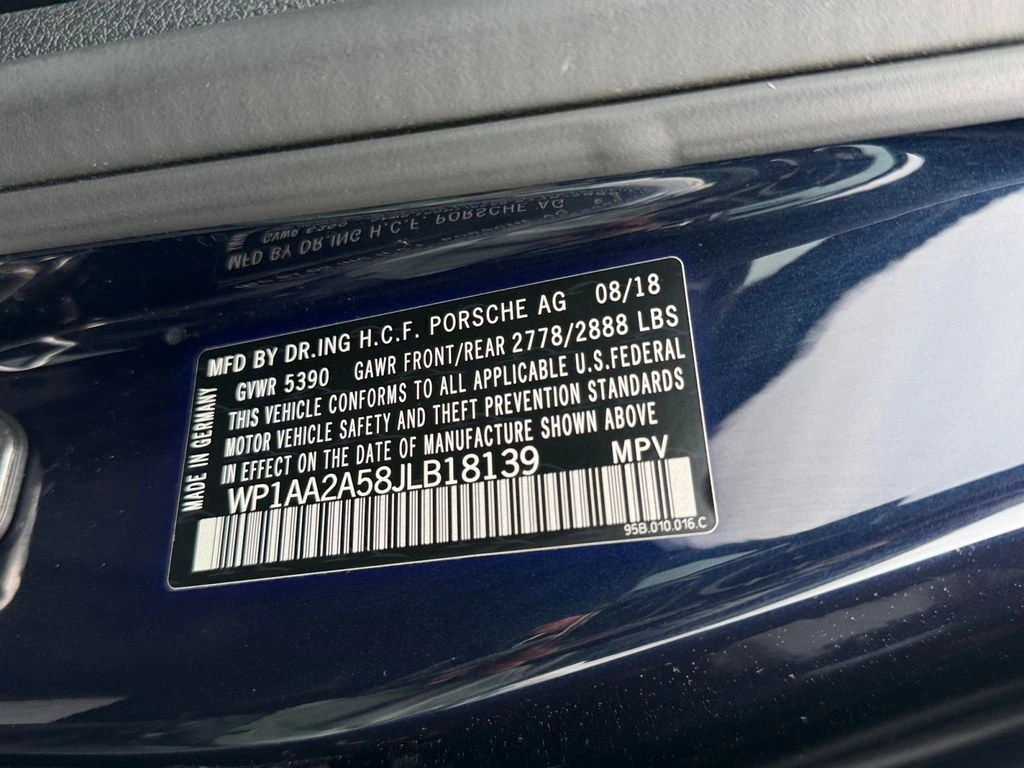 MFD BY DR.ING H.C.F. PORSCHE AG 08/18
GVWR 5390 GAWR FRONT/REAR 2778/2888 LBS
THIS VEHICLE CONFORMS TO ALL APPLICABLE U.S.FEDERAL
MOTOR VEHICLE SAFETY AND THEFT PREVENTION STANDARDS
IN EFFECT ON THE DATE OF MANUFACTURE SHOWN ABOVE
WP1AA2A58JLB18139 MPV
95B.010.016.C
MADE IN GERMANY